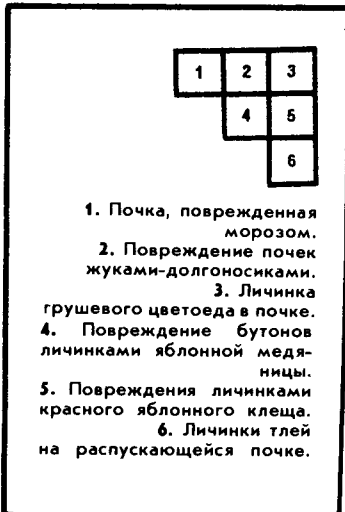 1 2 3
4 5
6
1. Почка, поврежденная
морозом.
2. Повреждение почек
жуками-долгоносиками.
3. Личинка
грушевого цветоеда в почке.
4. Повреждение бутонов
личинками яблонной медя-
ницы.
5. Повреждения личинками
красного яблонного клеща.
6. Личинки тлей
на распускающейся почке.